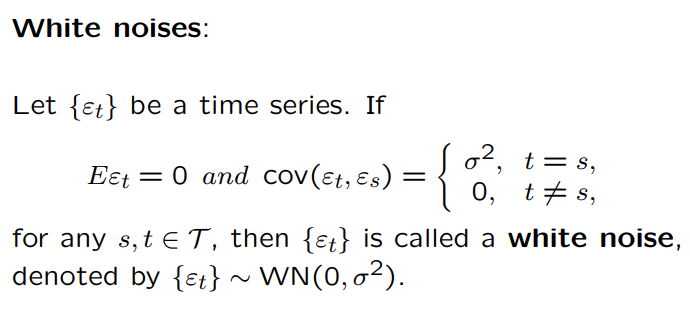 White noises:
Let {εt} be a time series. If
Eεt = 0 and cov(εt, εs) = { σ², t = s,
0, t ≠ s,
for any s, t ∈ 𝒯, then {εt} is called a white noise,
denoted by {εt} ∼ WN(0, σ²).